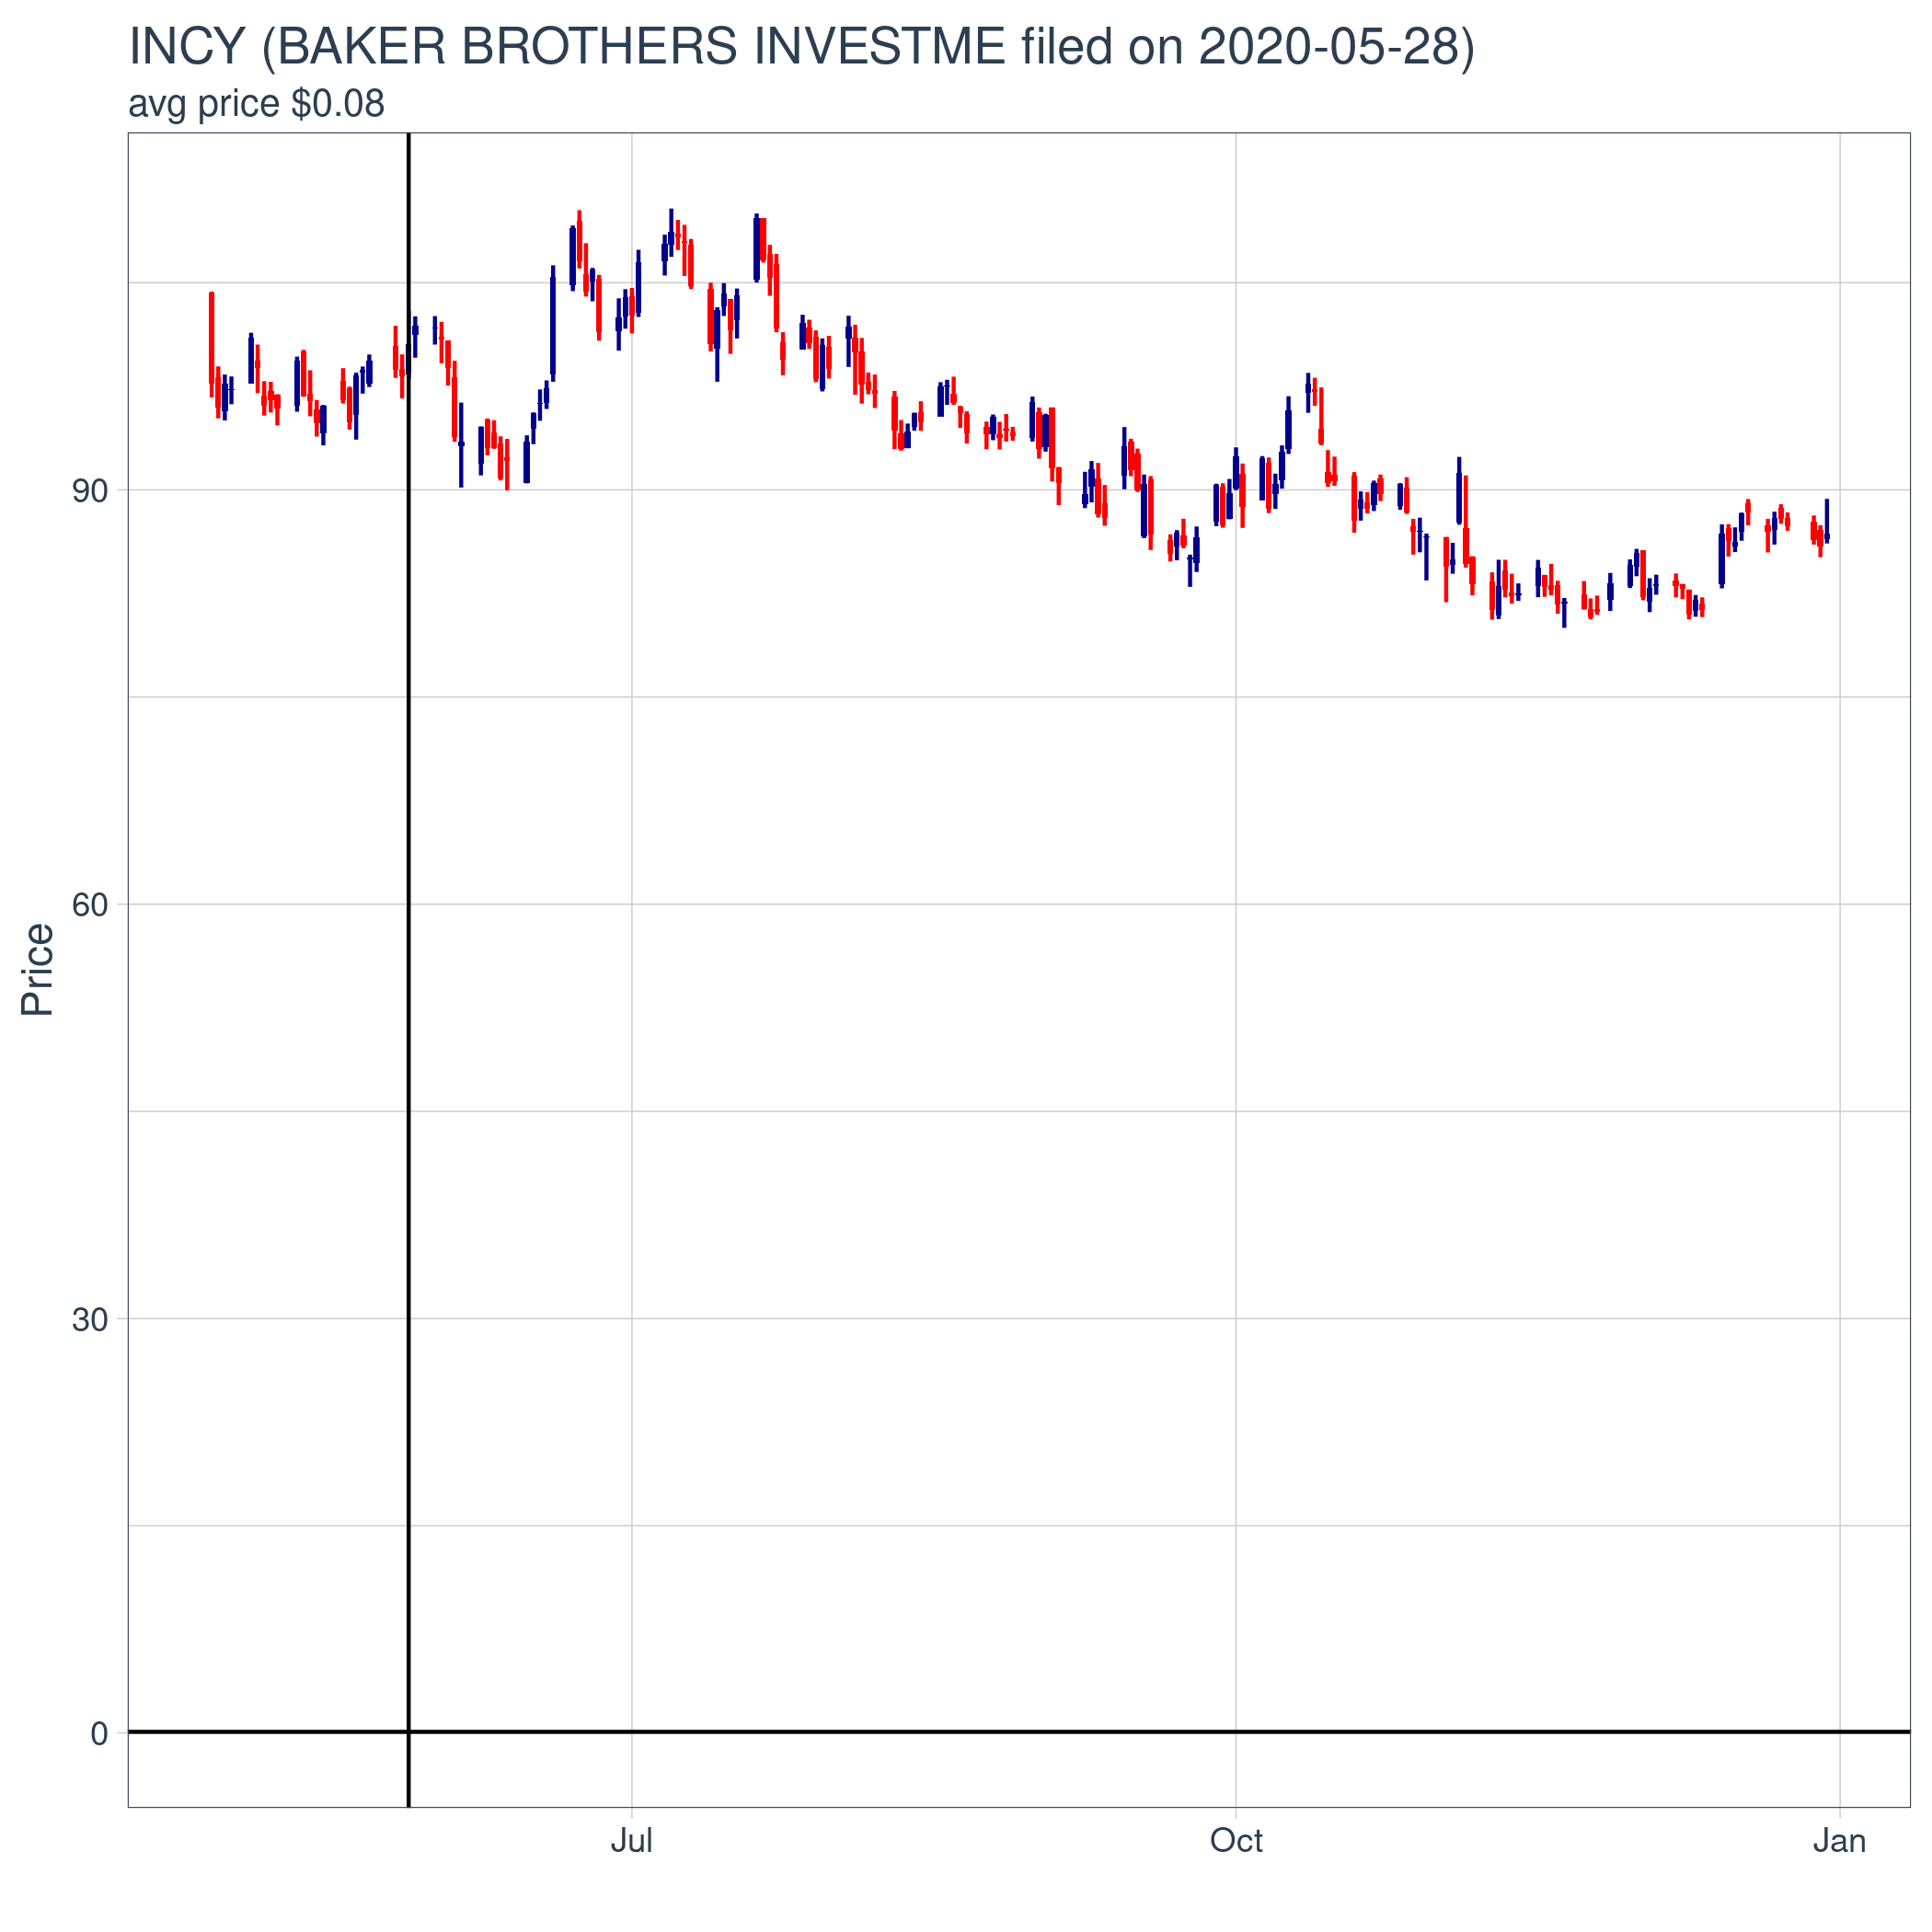 INCY (BAKER BROTHERS INVESTME filed on 2020-05-28)
avg price $0.08
Price
90
60
30
0
Jul
Oct
Jan